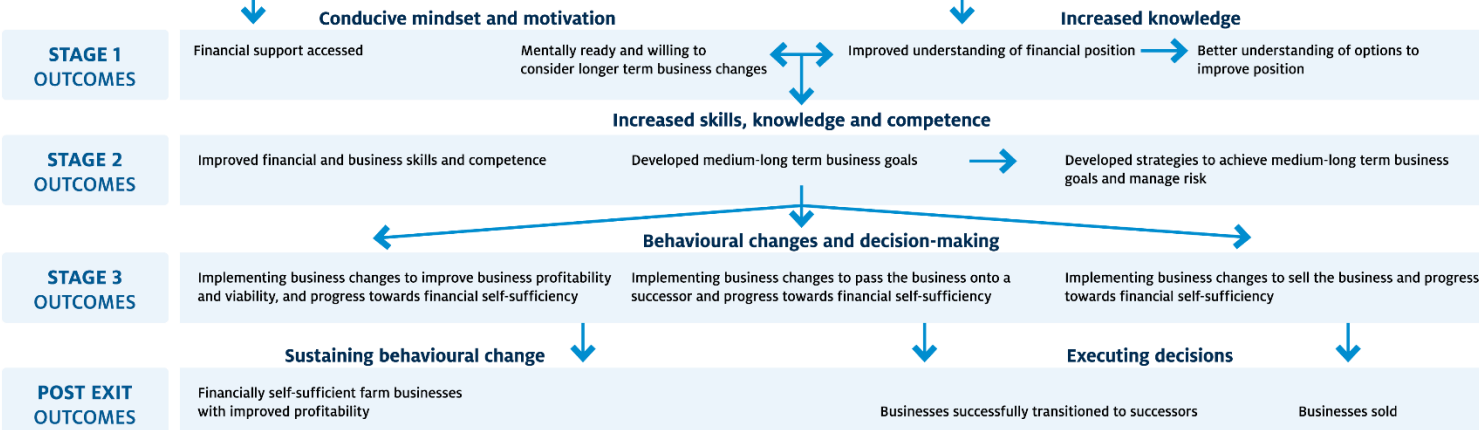 Conducive mindset and motivation
Increased knowledge
STAGE 1
OUTCOMES
Financial support accessed
Mentally ready and willing to
consider longer term business changes
Improved understanding of financial position
Better understanding of options to
improve position
Increased skills, knowledge and competence
STAGE 2
OUTCOMES
Improved financial and business skills and competence
Developed medium-long term business goals
Developed strategies to achieve medium-long term business
goals and manage risk
Behavioural changes and decision-making
STAGE 3
OUTCOMES
Implementing business changes to improve business profitability
and viability, and progress towards financial self-sufficiency
Implementing business changes to pass the business onto a
successor and progress towards financial self-sufficiency
Implementing business changes to sell the business and progress
towards financial self-sufficiency
Sustaining behavioural change
Executing decisions
POST EXIT
OUTCOMES
Financially self-sufficient farm businesses
with improved profitability
Businesses successfully transitioned to successors
Businesses sold